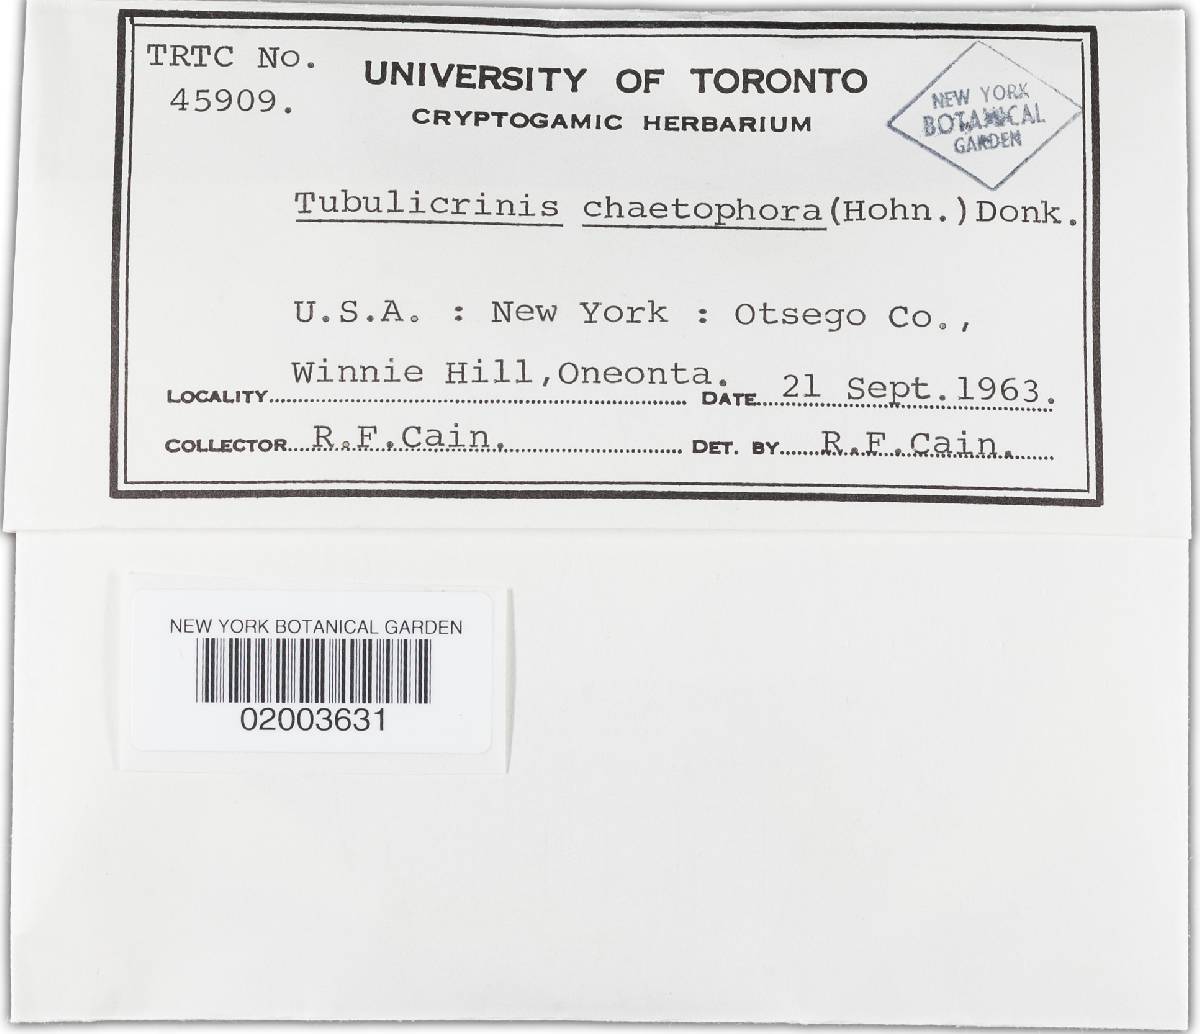 TRTC No.
45909.
UNIVERSITY OF TORONTO
CRYPTOGAMIC HERBARIUM
NEW YORK
BOTANICAL
GARDEN
Tubulicrinis chaetophora (Hohn.) Donk.
U.S.A. : New York : Otsego Co.,
Winnie Hill, Oneonta.
LOCALITY DATE 21 Sept. 1963.
COLLECTOR R.F.Cain. DET. BY R.F.Cain.
NEW YORK BOTANICAL GARDEN
02003631